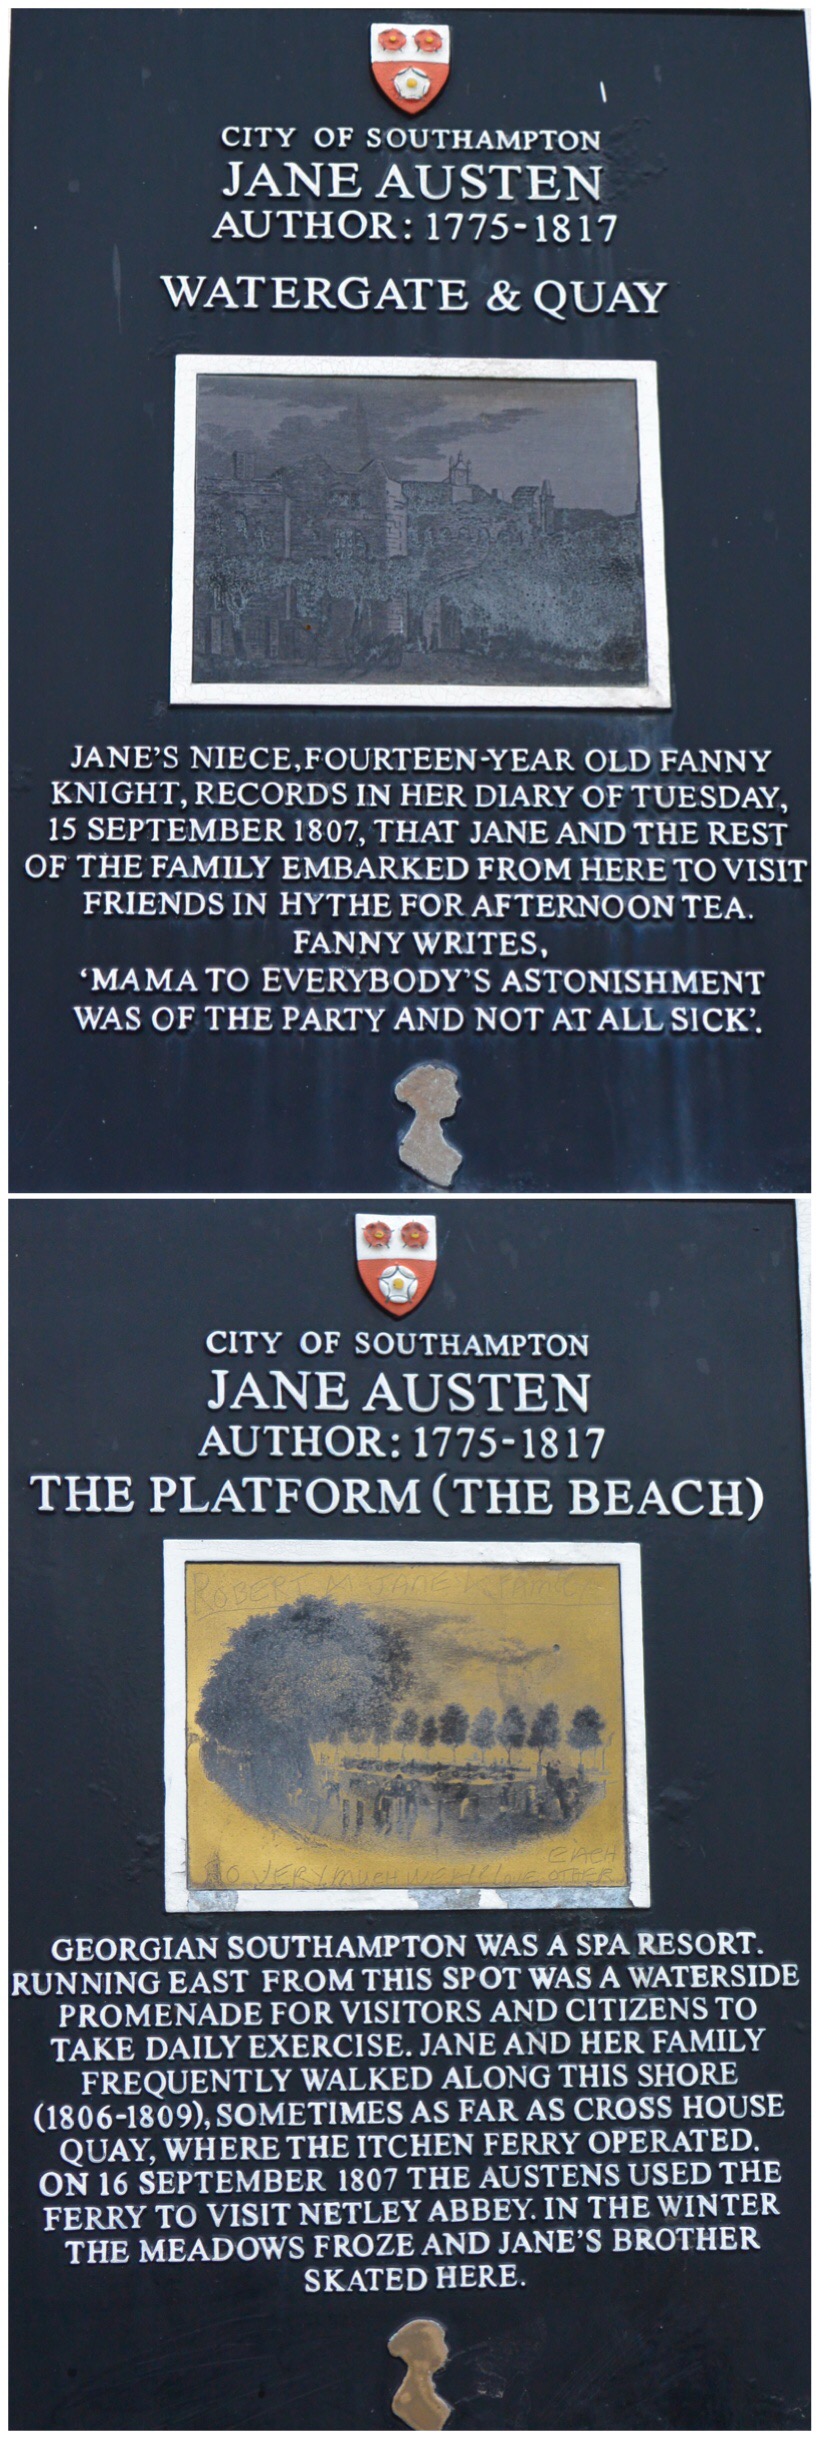 CITY OF SOUTHAMPTON
JANE AUSTEN
AUTHOR: 1775-1817
WATERGATE & QUAY
JANE'S NIECE, FOURTEEN-YEAR OLD FANNY
KNIGHT, RECORDS IN HER DIARY OF TUESDAY,
15 SEPTEMBER 1807, THAT JANE AND THE REST
OF THE FAMILY EMBARKED FROM HERE TO VISIT
FRIENDS IN HYTHE FOR AFTERNOON TEA.
FANNY WRITES,
'MAMA TO EVERYBODY'S ASTONISHMENT
WAS OF THE PARTY AND NOT AT ALL SICK'.
CITY OF SOUTHAMPTON
JANE AUSTEN
AUTHOR: 1775-1817
THE PLATFORM (THE BEACH)
ROBERT JANE
EACH
VERY MUCH LOVE OTHER
GEORGIAN SOUTHAMPTON WAS A SPA RESORT.
RUNNING EAST FROM THIS SPOT WAS A WATERSIDE
PROMENADE FOR VISITORS AND CITIZENS TO
TAKE DAILY EXERCISE. JANE AND HER FAMILY
FREQUENTLY WALKED ALONG THIS SHORE
(1806-1809), SOMETIMES AS FAR AS CROSS HOUSE
QUAY, WHERE THE ITCHEN FERRY OPERATED.
ON 16 SEPTEMBER 1807 THE AUSTENS USED THE
FERRY TO VISIT NETLEY ABBEY. IN THE WINTER
THE MEADOWS FROZE AND JANE'S BROTHER
SKATED HERE.